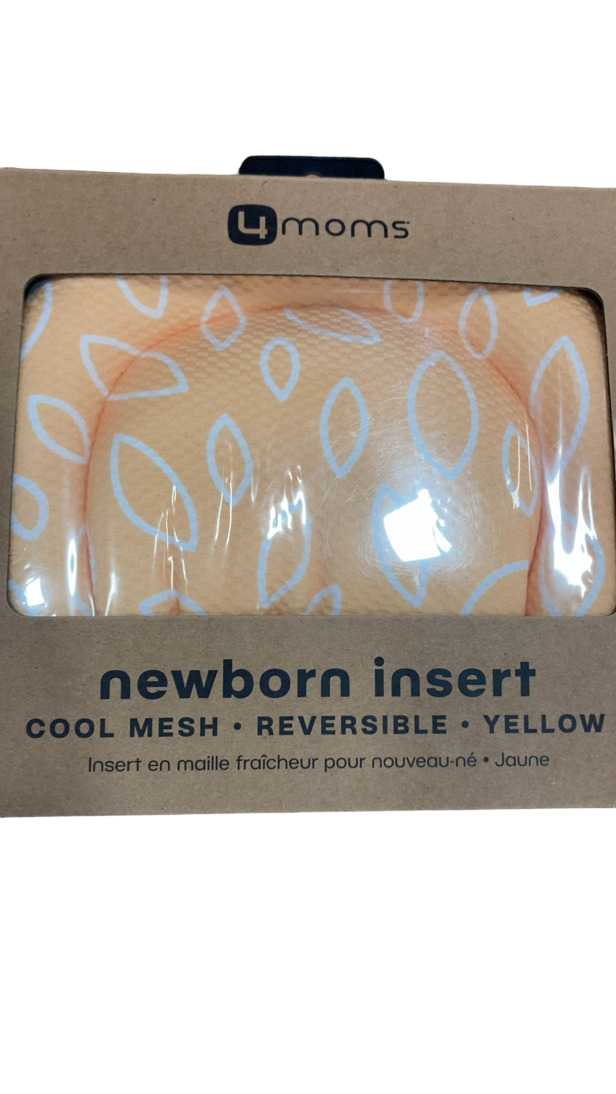 4moms
newborn insert
COOL MESH • REVERSIBLE • YELLOW
Insert en maille fraîcheur pour nouveau-né • Jaune